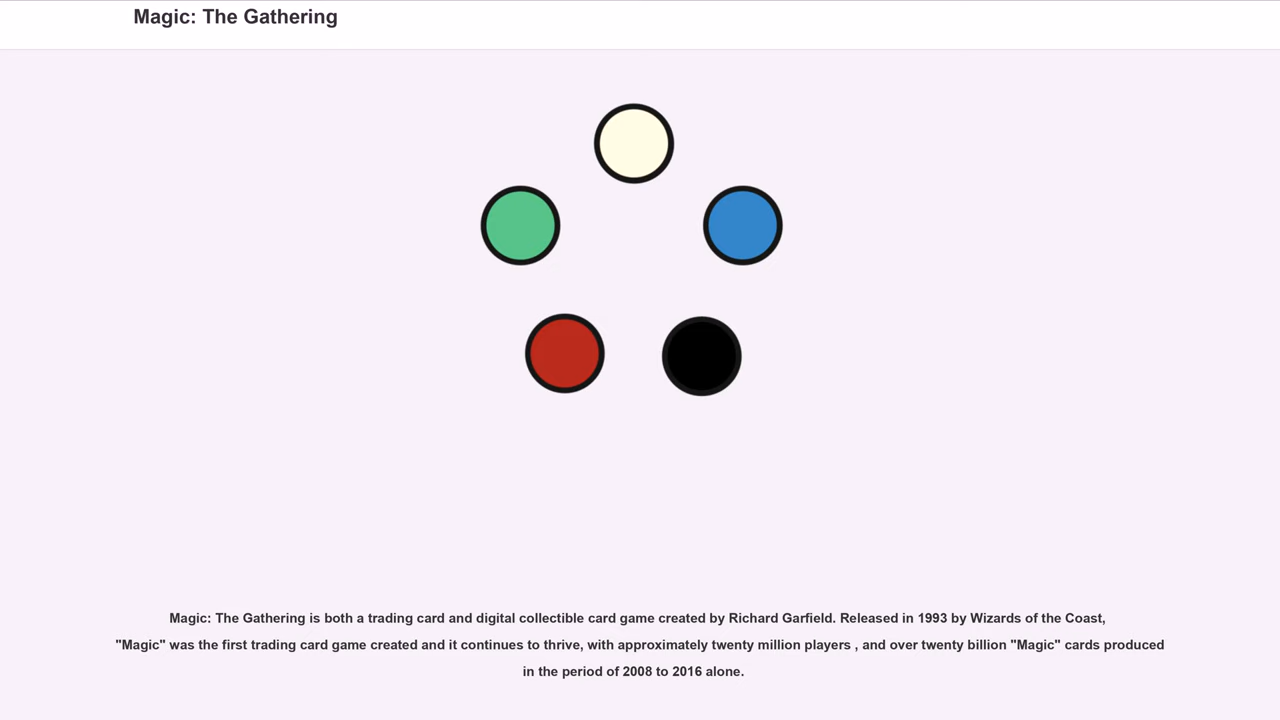 Magic: The Gathering
Magic: The Gathering is both a trading card and digital collectible card game created by Richard Garfield. Released in 1993 by Wizards of the Coast,
"Magic" was the first trading card game created and it continues to thrive, with approximately twenty million players , and over twenty billion "Magic" cards produced
in the period of 2008 to 2016 alone.